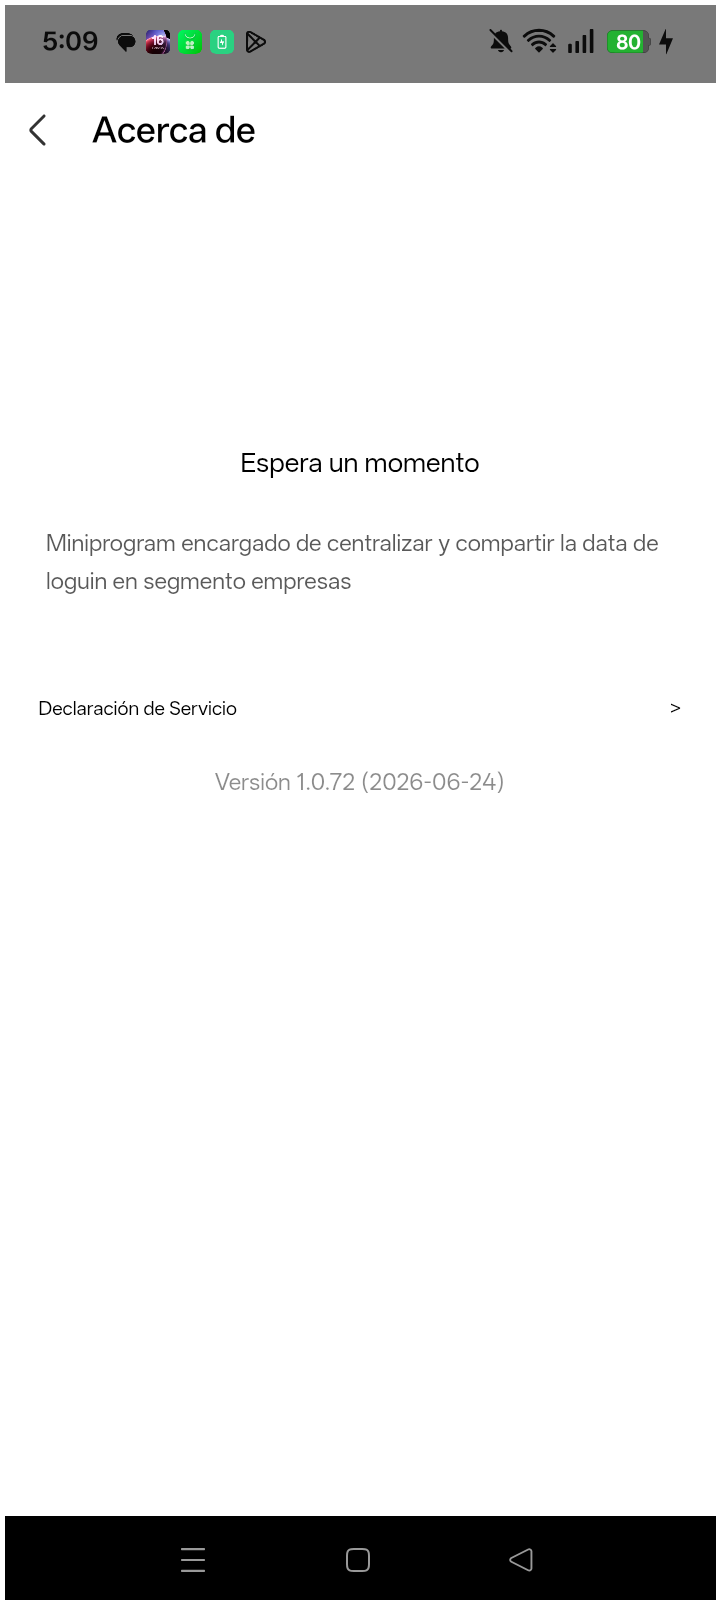 5:09
16
80
Acerca de
Espera un momento
Miniprogram encargado de centralizar y compartir la data de
loguin en segmento empresas
Declaración de Servicio >
Versión 1.0.72 (2026-06-24)